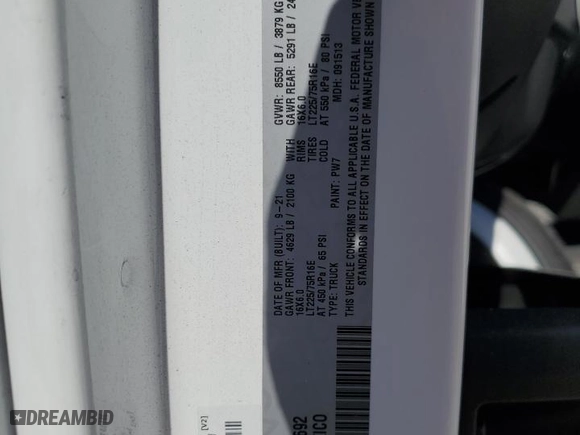 DATE OF MFR (BUILT): 9-21
GVWR: 8550 LB / 3879 KG
GAWR FRONT: 4629 LB / 2100 KG WITH
GAWR REAR: 5291 LB / 24
16X6.0 RIMS 16X6.0
LT225/75R16E TIRES LT225/75R16E
AT 450 kPa / 65 PSI COLD AT 550 kPa / 80 PSI
TYPE: TRUCK PAINT: PW7 MDH: 091513
THIS VEHICLE CONFORMS TO ALL APPLICABLE U.S.A. FEDERAL MOTOR VE
STANDARDS IN EFFECT ON THE DATE OF MANUFACTURE SHOWN
692
ICO
[V2]
DREAMBID